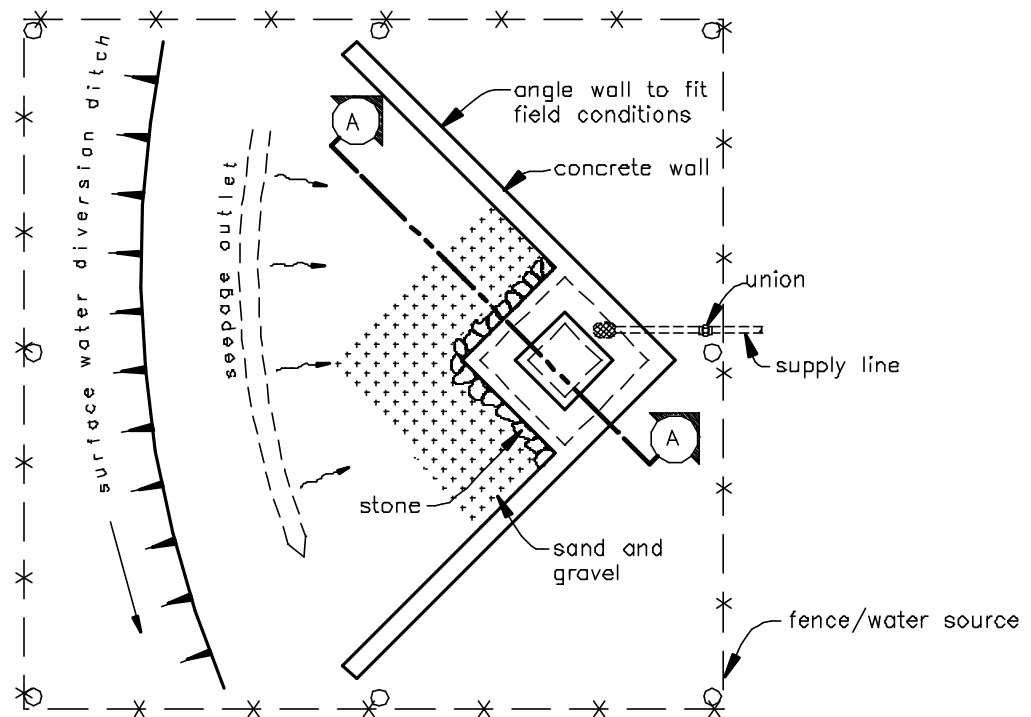 surface water diversion ditch
seepage outlet
A
angle wall to fit
field conditions
concrete wall
union
supply line
A
stone
sand and
gravel
fence/water source